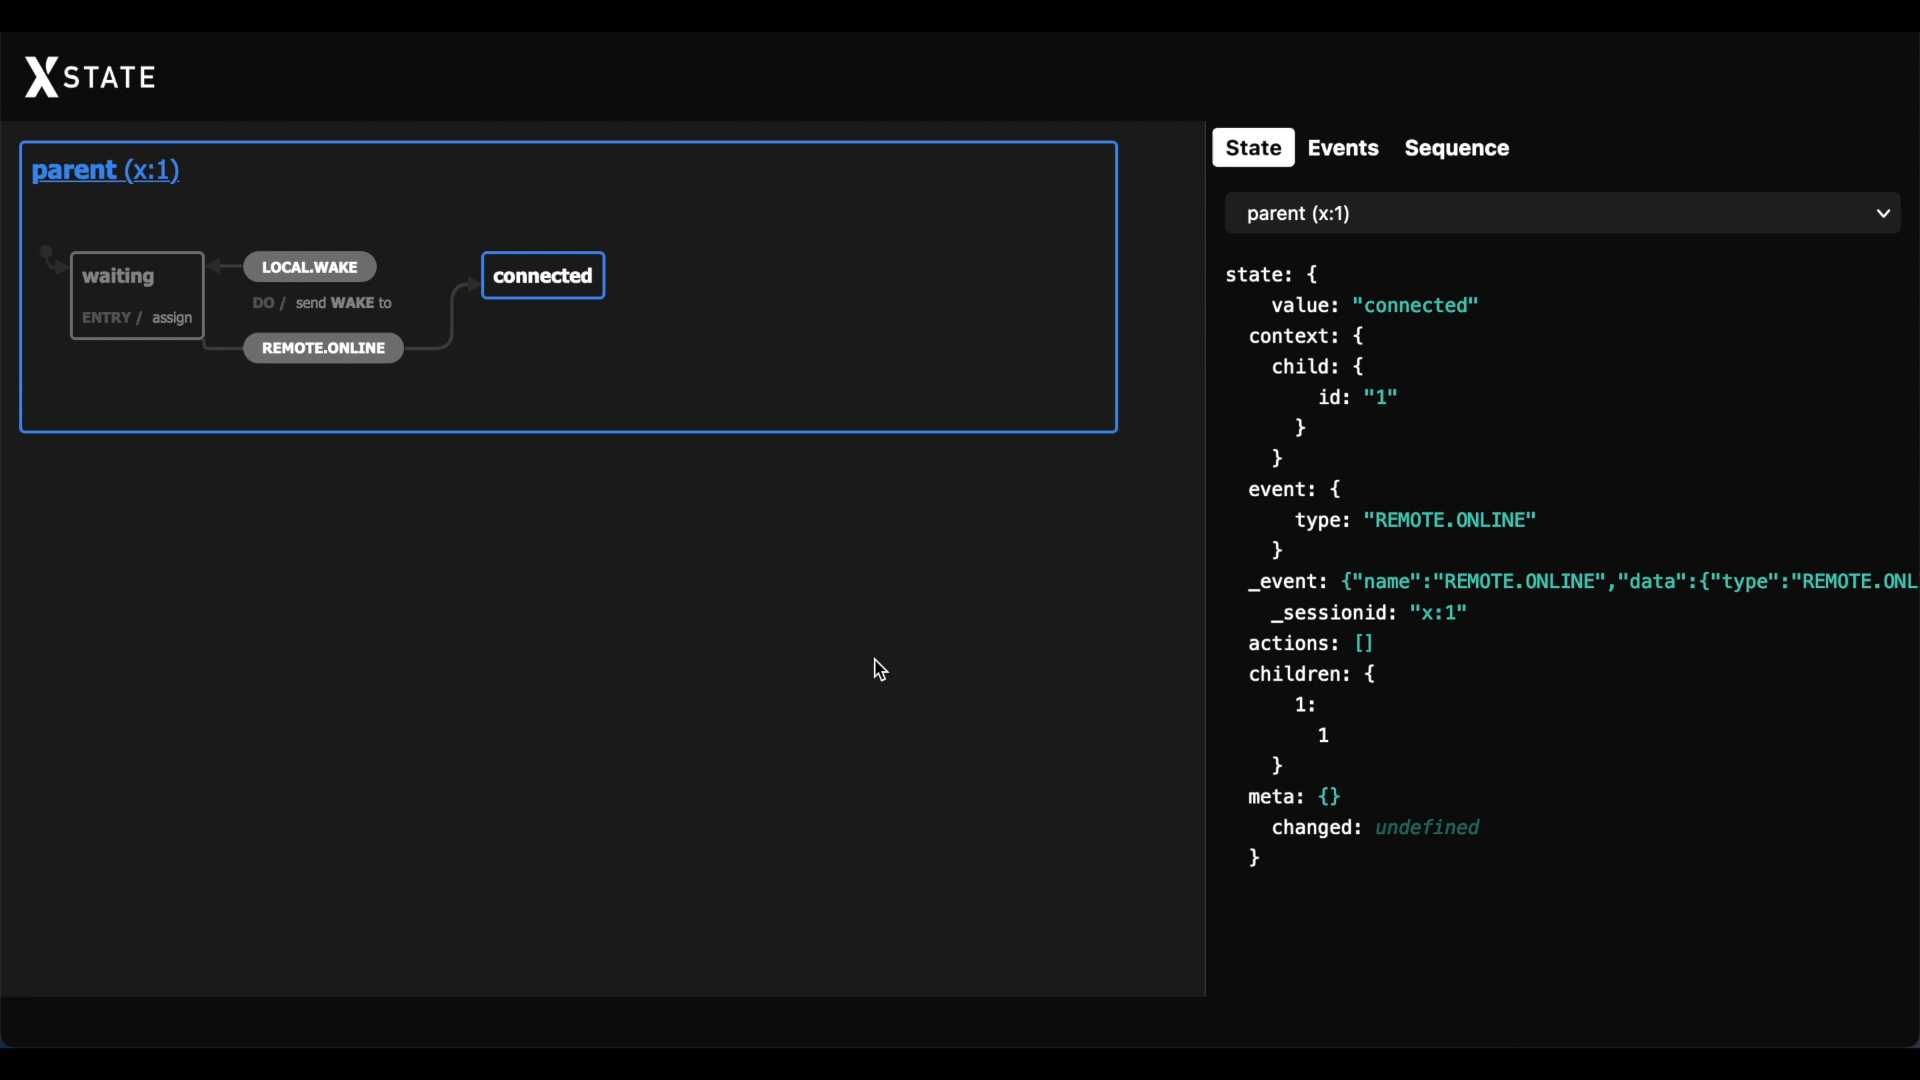 XSTATE
parent (x:1)
waiting
ENTRY / assign
LOCAL.WAKE
DO / send WAKE to
REMOTE.ONLINE
connected
State Events Sequence
parent (x:1)
state: {
value: "connected"
context: {
child: {
id: "1"
}
}
event: {
type: "REMOTE.ONLINE"
}
_event: {"name":"REMOTE.ONLINE","data":{"type":"REMOTE.ONL
_sessionid: "x:1"
actions: []
children: {
1:
1
}
meta: {}
changed: undefined
}